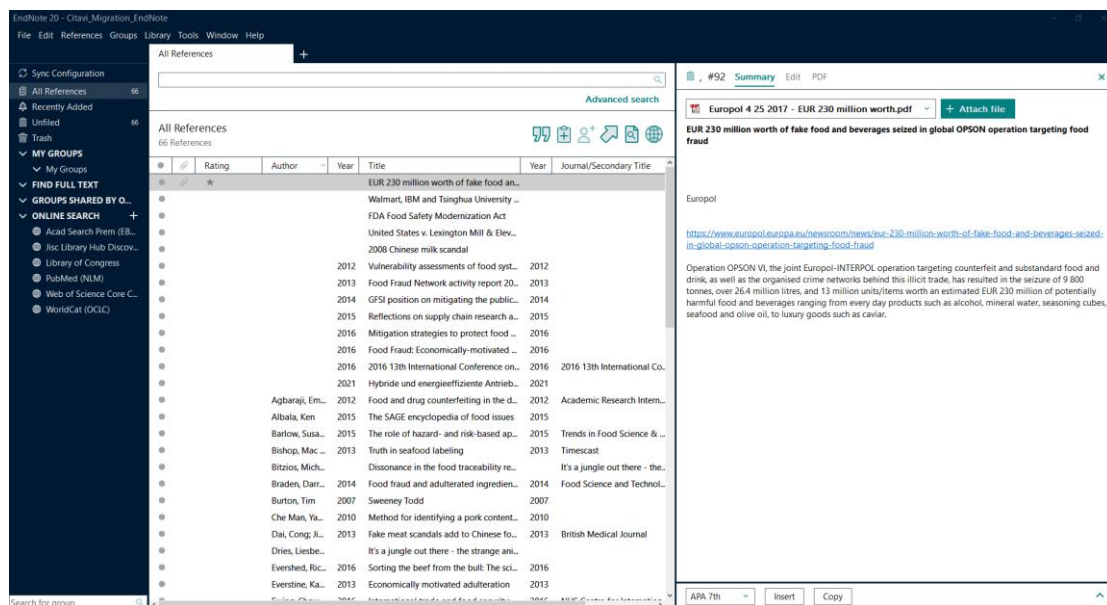 EndNote 20 - Citavi_Migration_EndNote
File Edit References Groups Library Tools Window Help
All References +
Sync Configuration
All References 66
Recently Added
Unfiled 66
Trash
MY GROUPS
My Groups
FIND FULL TEXT
GROUPS SHARED BY O...
ONLINE SEARCH +
Acad Search Prem (EB...
Jisc Library Hub Discov...
Library of Congress
PubMed (NLM)
Web of Science Core C...
WorldCat (OCLC)
Search for group
Advanced search
All References
66 References
Rating Author Year Title Year Journal/Secondary Title
EUR 230 million worth of fake food an...
Walmart, IBM and Tsinghua University ...
FDA Food Safety Modernization Act
United States v. Lexington Mill & Elev...
2008 Chinese milk scandal
2012 Vulnerability assessments of food syst... 2012
2013 Food Fraud Network activity report 20... 2013
2014 GFSI position on mitigating the public... 2014
2015 Reflections on supply chain research a... 2015
2016 Mitigation strategies to protect food ... 2016
2016 Food Fraud: Economically-motivated ... 2016
2016 2016 13th International Conference on... 2016 2016 13th International Co...
2021 Hybride und energieeffiziente Antrieb... 2021
Agbaraji, Em... 2012 Food and drug counterfeiting in the d... 2012 Academic Research Intern...
Albala, Ken 2015 The SAGE encyclopedia of food issues 2015
Barlow, Susa... 2015 The role of hazard- and risk-based ap... 2015 Trends in Food Science & ...
Bishop, Mac ... 2013 Truth in seafood labeling 2013 Timescast
Bitzios, Mich... Dissonance in the food traceability re... It's a jungle out there - the...
Braden, Darr... 2014 Food fraud and adulterated ingredien... 2014 Food Science and Technol...
Burton, Tim 2007 Sweeney Todd 2007
Che Man, Ya... 2010 Method for identifying a pork content... 2010
Dai, Cong; Ji... 2013 Fake meat scandals add to Chinese fo... 2013 British Medical Journal
Dries, Liesbe... It's a jungle out there - the strange ani...
Evershed, Ric... 2016 Sorting the beef from the bull: The sci... 2016
Everstine, Ka... 2013 Economically motivated adulteration 2013
, #92 Summary Edit PDF
Europol 4 25 2017 - EUR 230 million worth.pdf + Attach file
EUR 230 million worth of fake food and beverages seized in global OPSON operation targeting food
fraud
Europol
https://www.europol.europa.eu/newsroom/news/eur-230-million-worth-of-fake-food-and-beverages-seized-
in-global-opson-operation-targeting-food-fraud
Operation OPSON VI, the joint Europol-INTERPOL operation targeting counterfeit and substandard food and
drink, as well as the organised crime networks behind this illicit trade, has resulted in the seizure of 9 800
tonnes, over 26.4 million litres, and 13 million units/items worth an estimated EUR 230 million of potentially
harmful food and beverages ranging from every day products such as alcohol, mineral water, seasoning cubes,
seafood and olive oil, to luxury goods such as caviar.
APA 7th Insert Copy